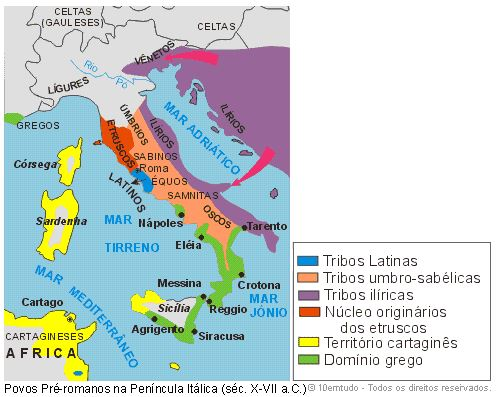 CELTAS
(GAULESES)
CELTAS
VÊNETOS
Rio Pó
LÍGURES
ILÍRIOS
GREGOS
ÚMBRIOS
ILÍRIOS
MAR ADRIÁTICO
ETRUSCOS
SABINOS
Roma
Córsega
ÉQUOS
LATINOS
SAMNITAS
OSCOS
Sardenha
MAR
TIRRENO
Nápoles
Tarento
Eléia
MAR MEDITERRÂNEO
Messina
Crotona
Cartago
Sicília
Reggio
MAR
JÓNIO
CARTAGINESES
Agrigento
Siracusa
AFRICA
Tribos Latinas
Tribos umbro-sabélicas
Tribos ilíricas
Núcleo originários
dos etruscos
Território cartaginês
Domínio grego
Povos Pré-romanos na Península Itálica (séc. X-VII a.C.) © 10emtudo - Todos os direitos reservados.